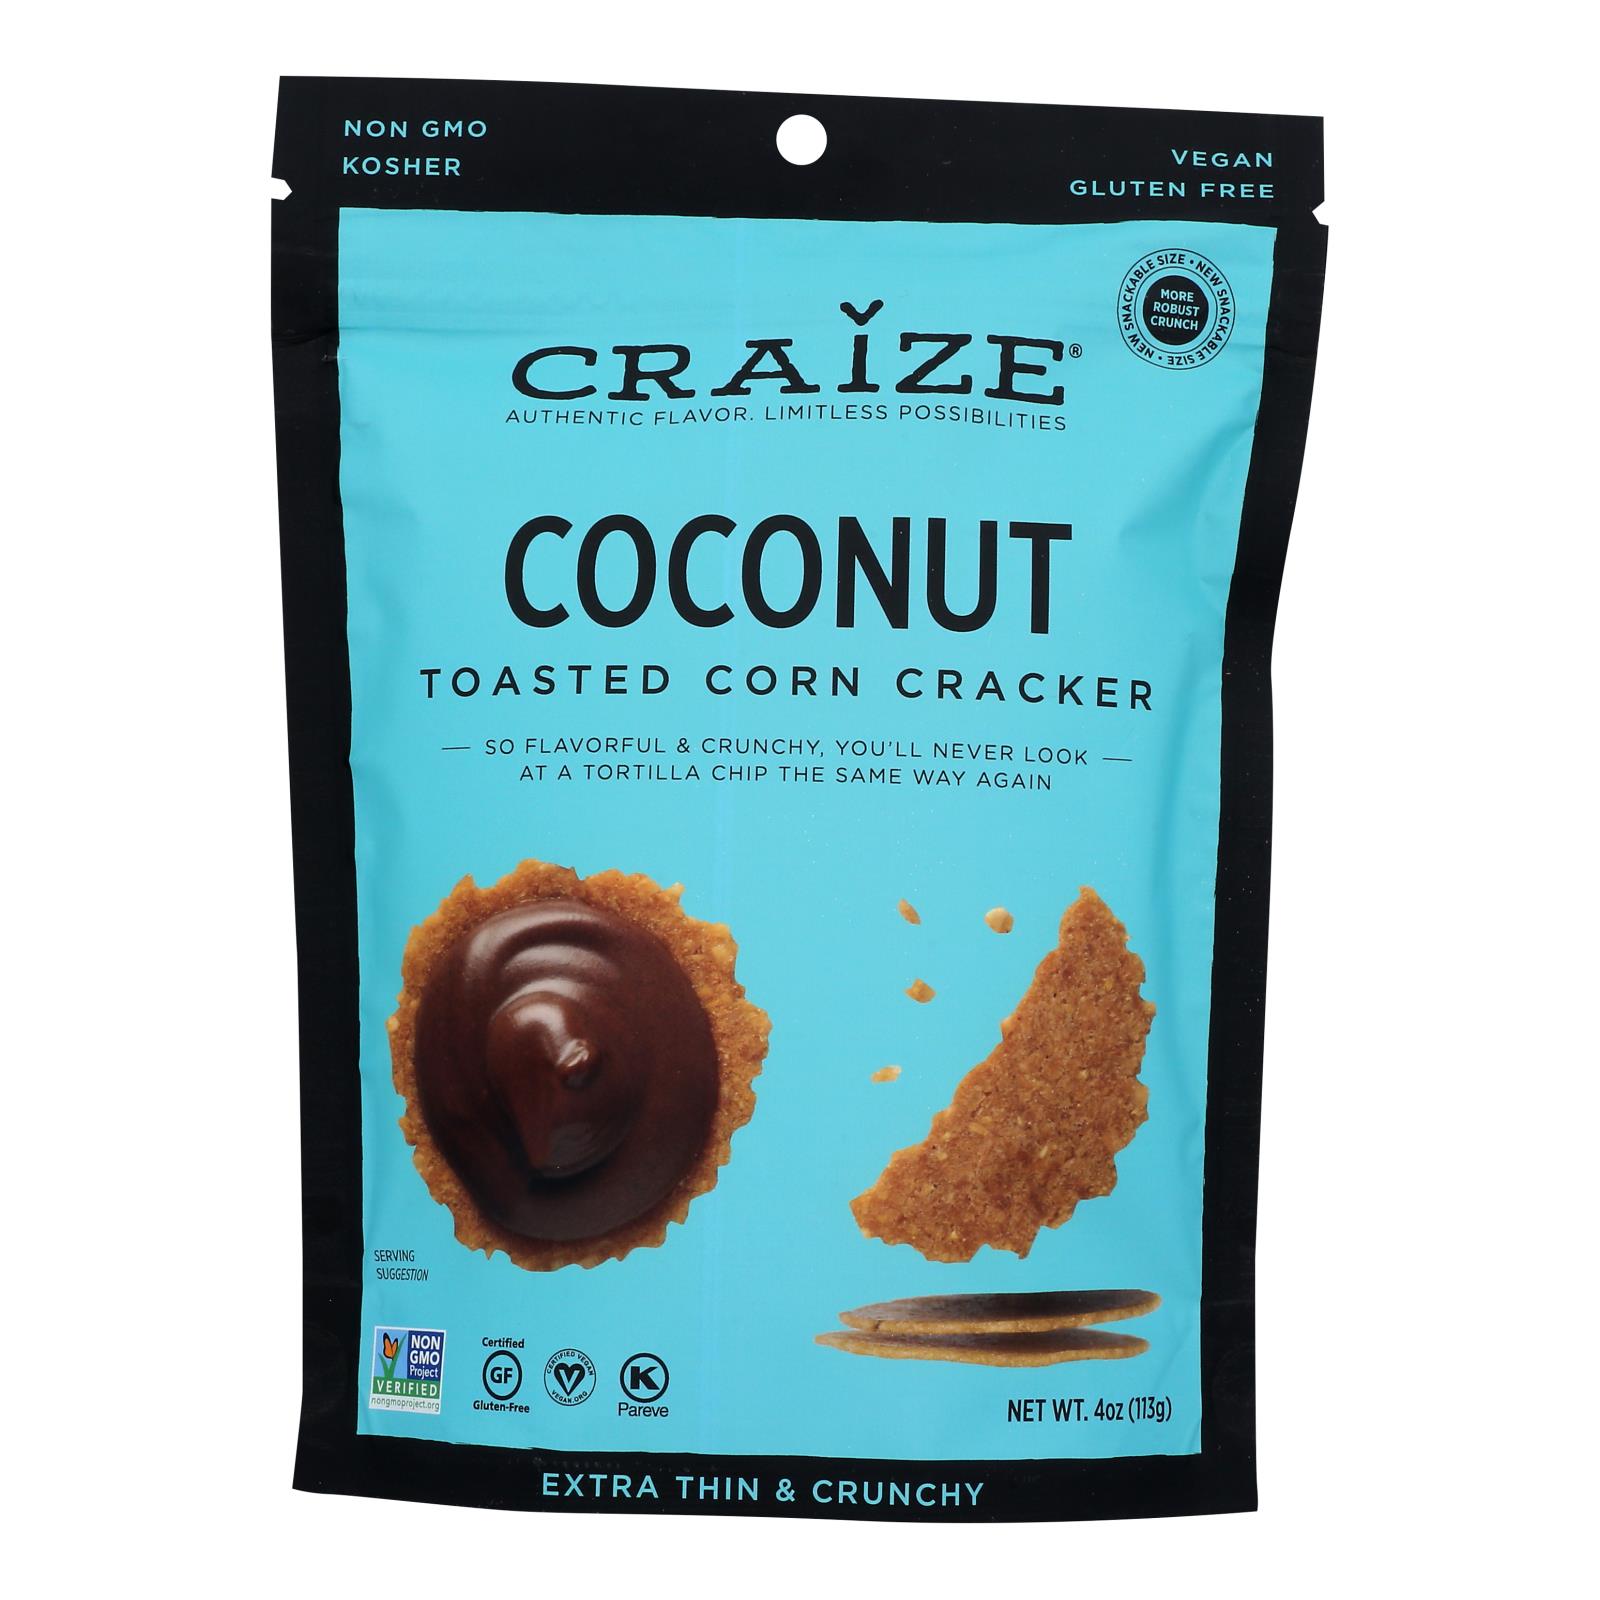 NON GMO
KOSHER
VEGAN
GLUTEN FREE
NEW SNACKABLE SIZE • NEW SNACKABLE SIZE •
MORE
ROBUST
CRUNCH
CRAĬZE®
AUTHENTIC FLAVOR. LIMITLESS POSSIBILITIES
COCONUT
TOASTED CORN CRACKER
— SO FLAVORFUL & CRUNCHY, YOU'LL NEVER LOOK —
AT A TORTILLA CHIP THE SAME WAY AGAIN
SERVING
SUGGESTION
NON
GMO
Project
VERIFIED
nongmoproject.org
Certified
GF
Gluten-Free
CERTIFIED VEGAN
V
VEGAN.ORG
K
Pareve
NET WT. 4oz (113g)
EXTRA THIN & CRUNCHY